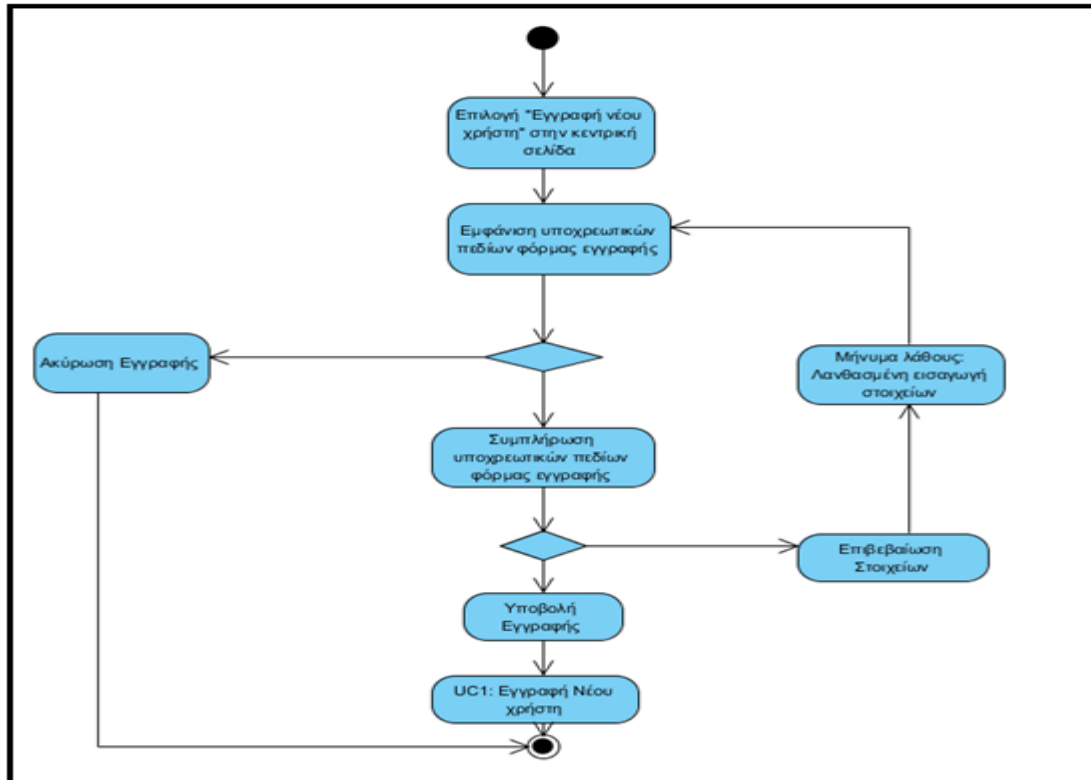 Επιλογή "Εγγραφή νέου
χρήστη" στην κεντρική
σελίδα
Εμφάνιση υποχρεωτικών
πεδίων φόρμας εγγραφής
Ακύρωση Εγγραφής
Μήνυμα λάθους:
Λανθασμένη εισαγωγή
στοιχείων
Συμπλήρωση
υποχρεωτικών πεδίων
φόρμας εγγραφής
Επιβεβαίωση
Στοιχείων
Υποβολή
Εγγραφής
UC1: Εγγραφή Νέου
χρήστη